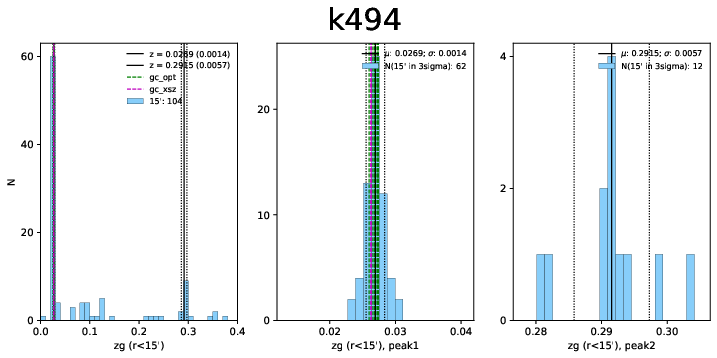 k494
z = 0.0269 (0.0014)
z = 0.2915 (0.0057)
gc_opt
gc_xsz
15': 104
N
0
20
40
60
0.0 0.1 0.2 0.3 0.4
zg (r<15')
μ: 0.0269; σ: 0.0014
N(15' in 3sigma): 62
0
10
20
0.02 0.03 0.04
zg (r<15'), peak1
μ: 0.2915; σ: 0.0057
N(15' in 3sigma): 12
0
2
4
0.28 0.29 0.30
zg (r<15'), peak2